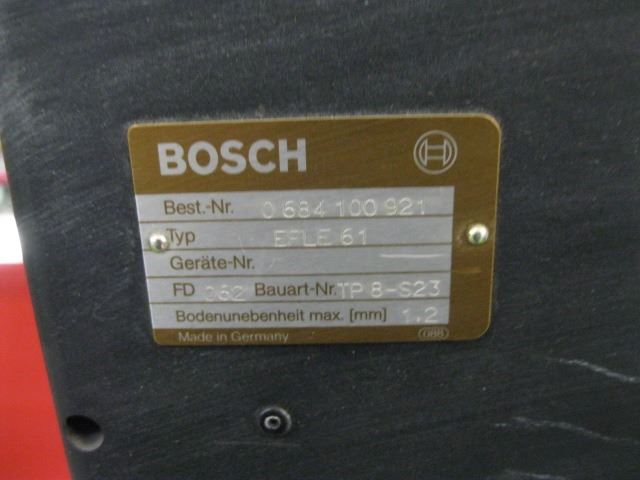 BOSCH
Best.-Nr. 0 684 100 921
Typ EFLE 61
Geräte-Nr.
FD 062 Bauart-Nr. TP 8-S23
Bodenunebenheit max. [mm] 1,2
Made in Germany 088